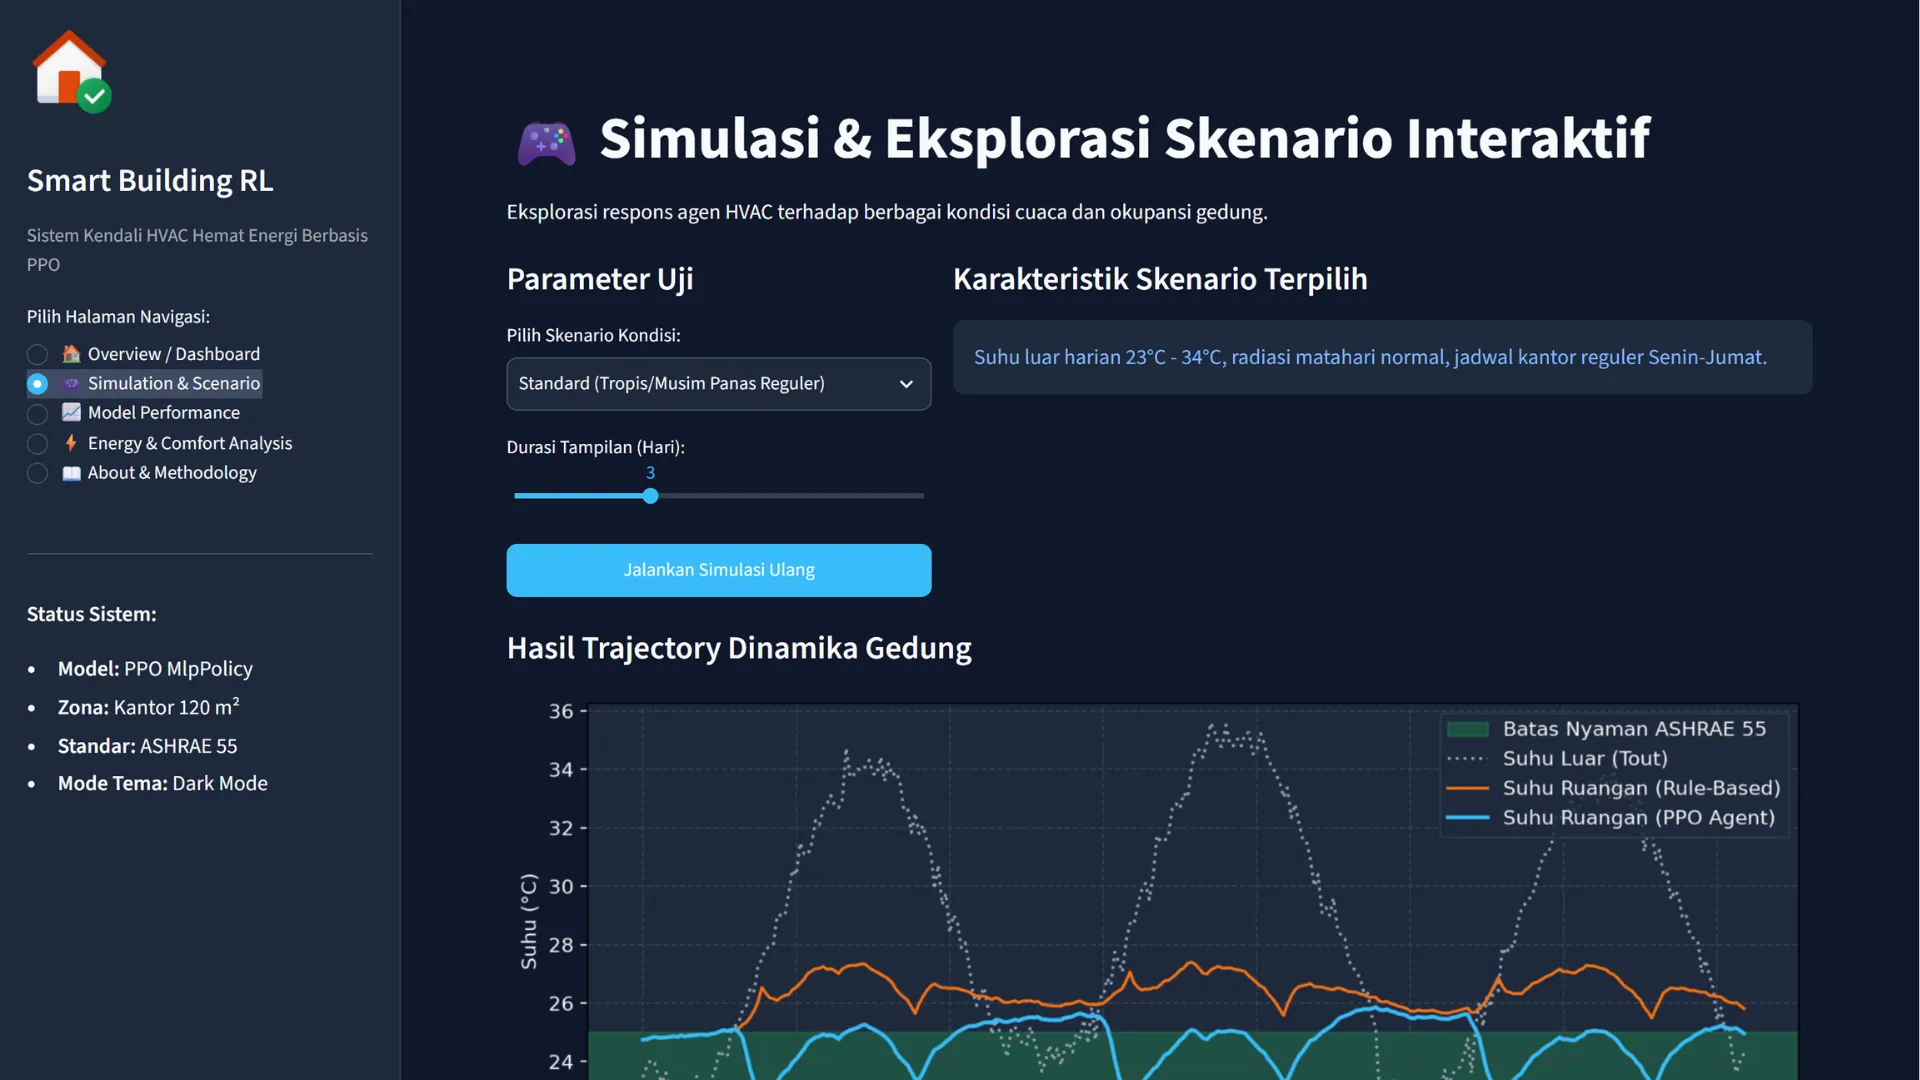 Smart Building RL
Sistem Kendali HVAC Hemat Energi Berbasis
PPO
Pilih Halaman Navigasi:
Overview / Dashboard
Simulation & Scenario
Model Performance
Energy & Comfort Analysis
About & Methodology
Status Sistem:
Model: PPO MlpPolicy
Zona: Kantor 120 m²
Standar: ASHRAE 55
Mode Tema: Dark Mode
Simulasi & Eksplorasi Skenario Interaktif
Eksplorasi respons agen HVAC terhadap berbagai kondisi cuaca dan okupansi gedung.
Parameter Uji
Pilih Skenario Kondisi:
Standard (Tropis/Musim Panas Reguler)
Durasi Tampilan (Hari):
3
Jalankan Simulasi Ulang
Karakteristik Skenario Terpilih
Suhu luar harian 23°C - 34°C, radiasi matahari normal, jadwal kantor reguler Senin-Jumat.
Hasil Trajectory Dinamika Gedung
Suhu (°C)
36
34
32
30
28
26
24
Batas Nyaman ASHRAE 55
Suhu Luar (Tout)
Suhu Ruangan (Rule-Based)
Suhu Ruangan (PPO Agent)